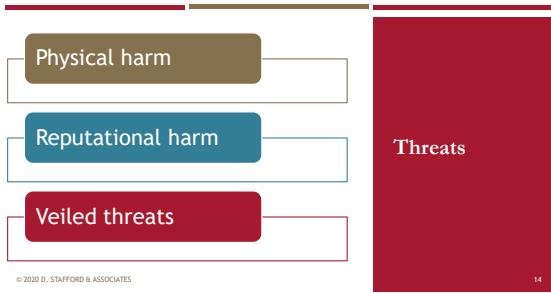 Physical harm
Reputational harm
Veiled threats
Threats
© 2020 D. STAFFORD & ASSOCIATES
14